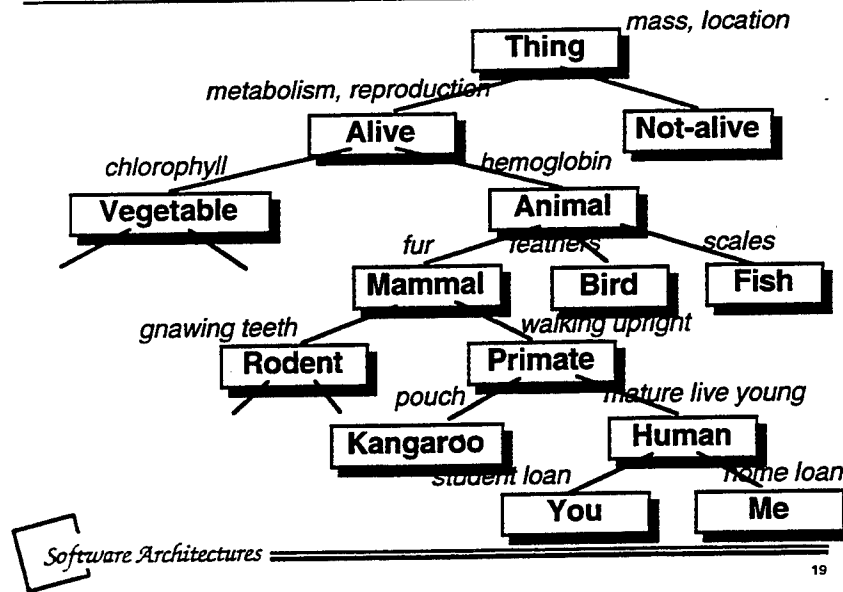 mass, location
Thing
metabolism, reproduction
Alive
Not-alive
chlorophyll
hemoglobin
Vegetable
Animal
fur
feathers
scales
Mammal
Bird
Fish
gnawing teeth
walking upright
Rodent
Primate
pouch
mature live young
Kangaroo
Human
student loan
home loan
You
Me
Software Architectures
19